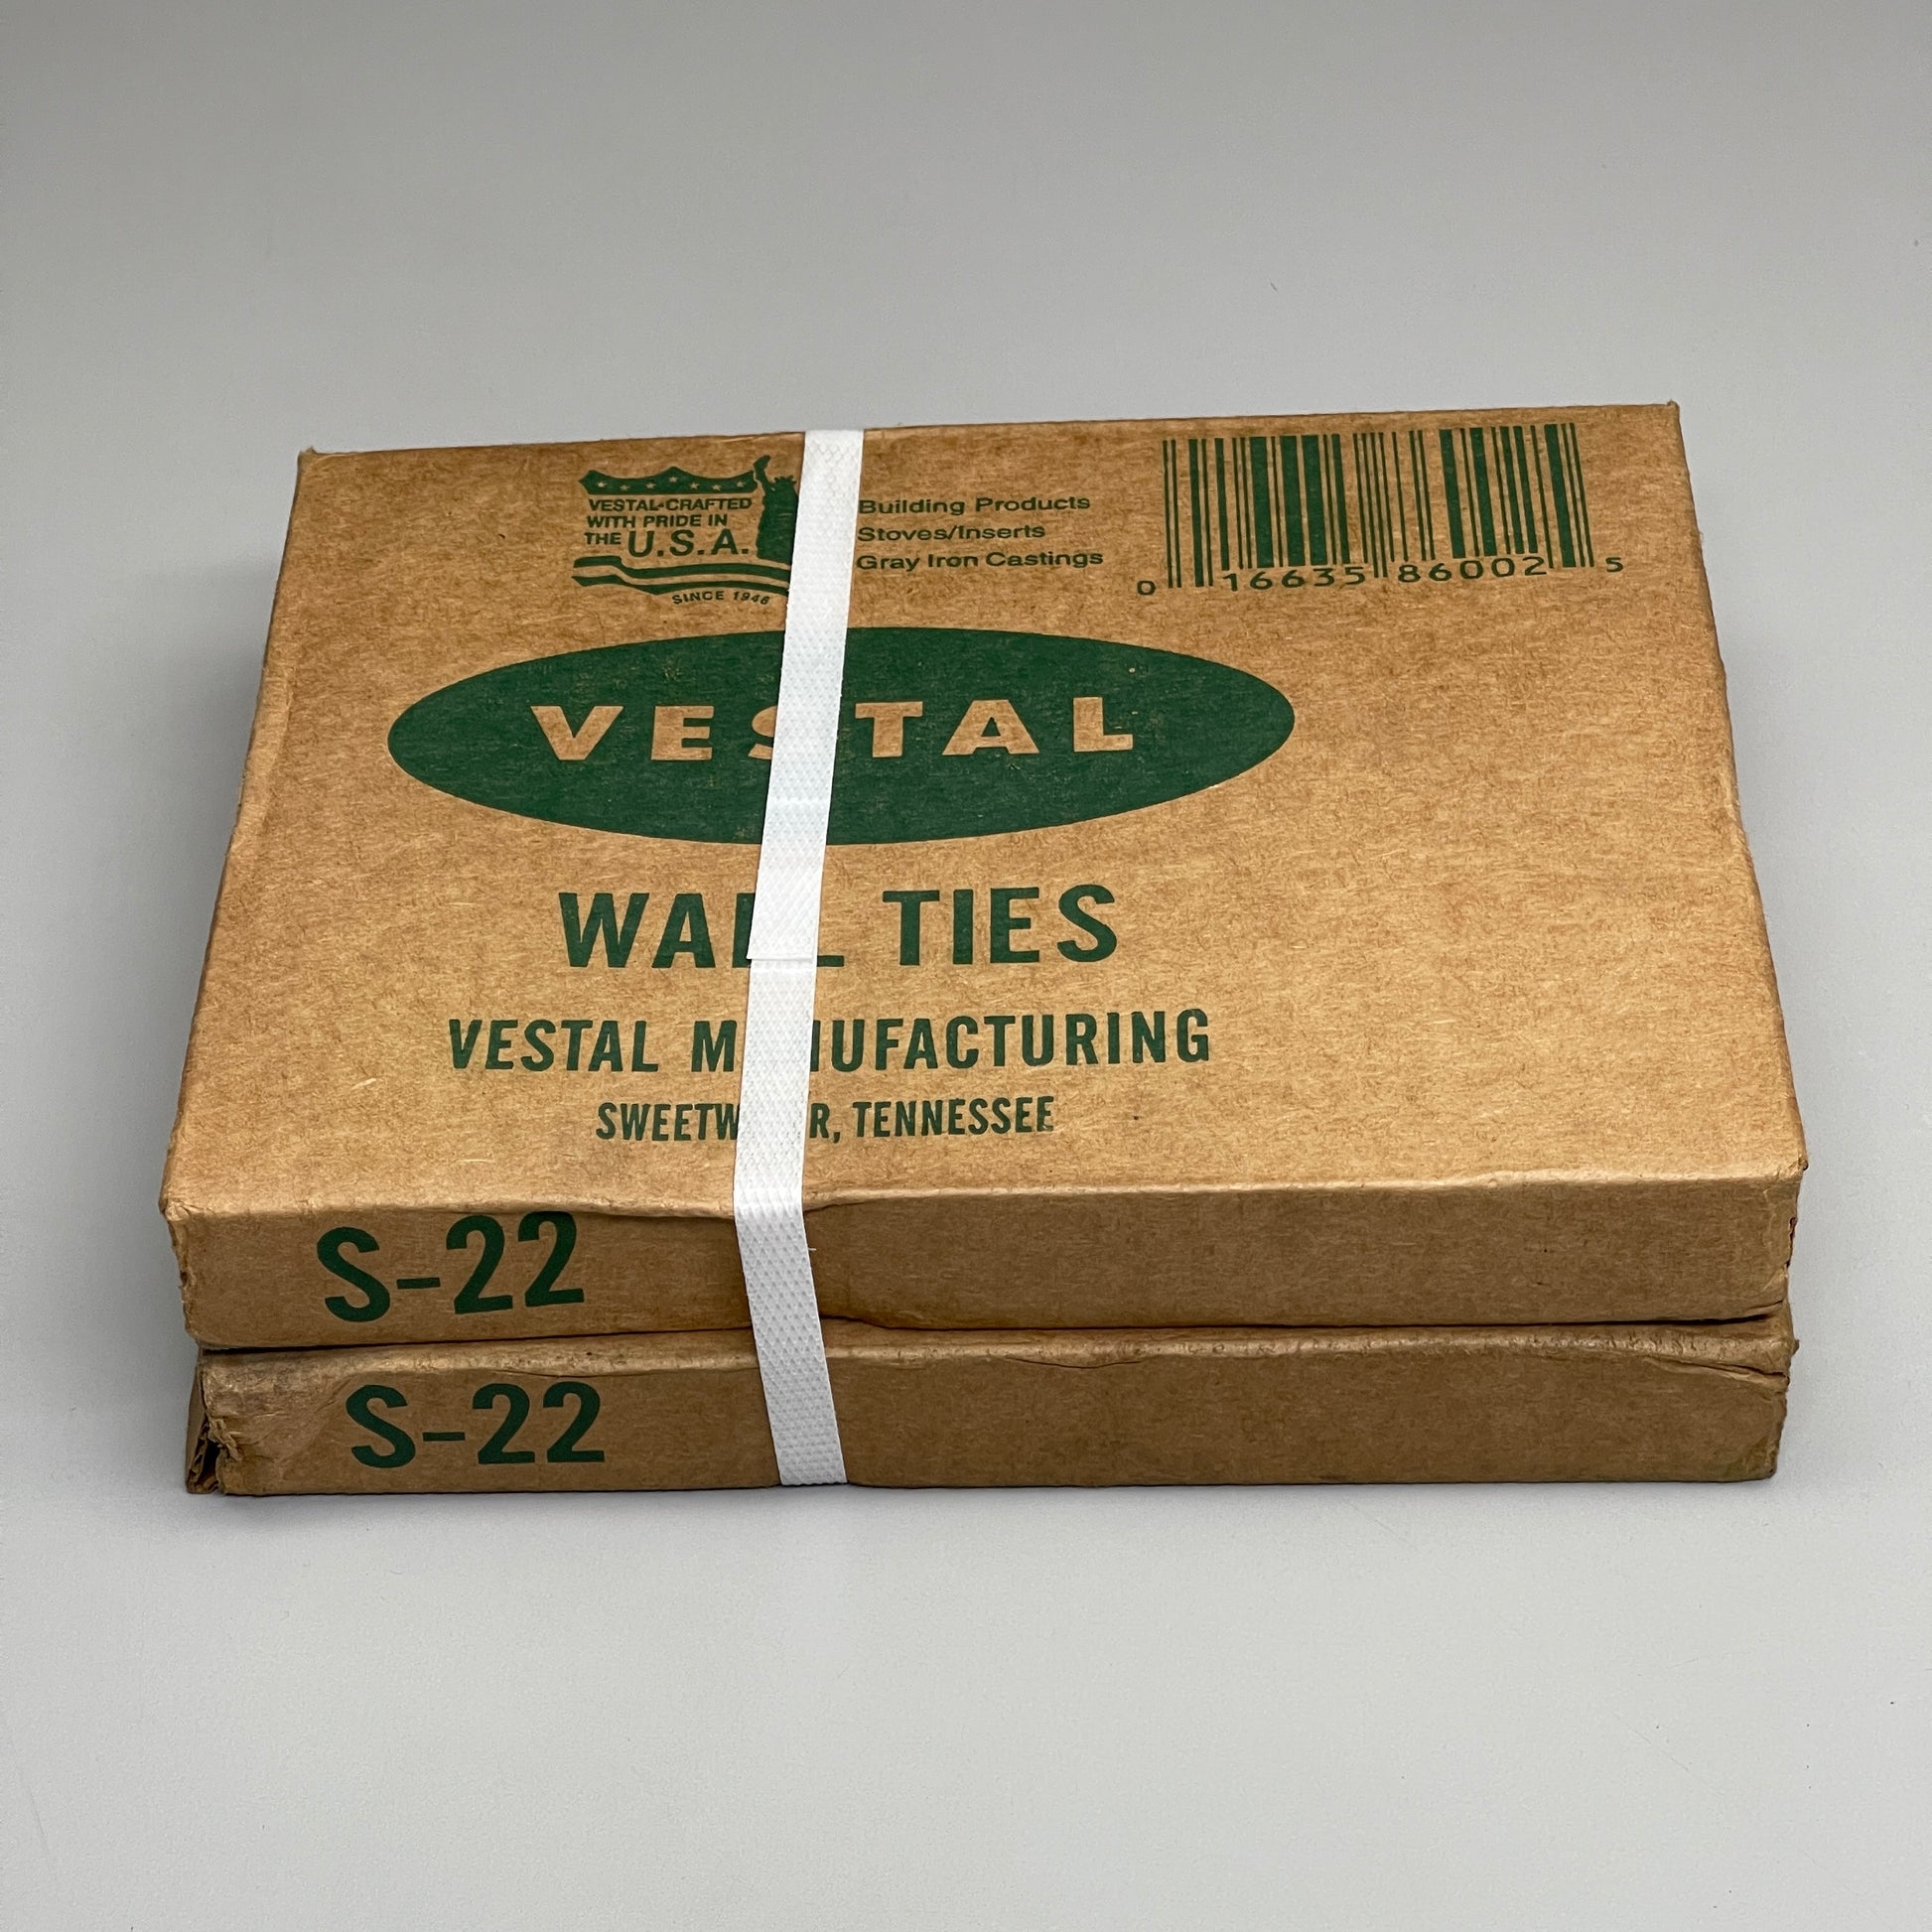 VESTAL-CRAFTED
WITH PRIDE IN
THE U.S.A.
SINCE 1946
Building Products
Stoves/Inserts
Gray Iron Castings
0 16635 86002 5
VESTAL
WALL TIES
VESTAL MANUFACTURING
SWEETWATER, TENNESSEE
S-22
S-22